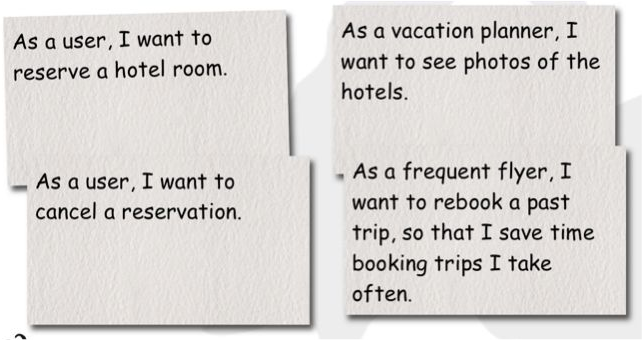 As a user, I want to
reserve a hotel room.
As a user, I want to
cancel a reservation.
As a vacation planner, I
want to see photos of the
hotels.
As a frequent flyer, I
want to rebook a past
trip, so that I save time
booking trips I take
often.